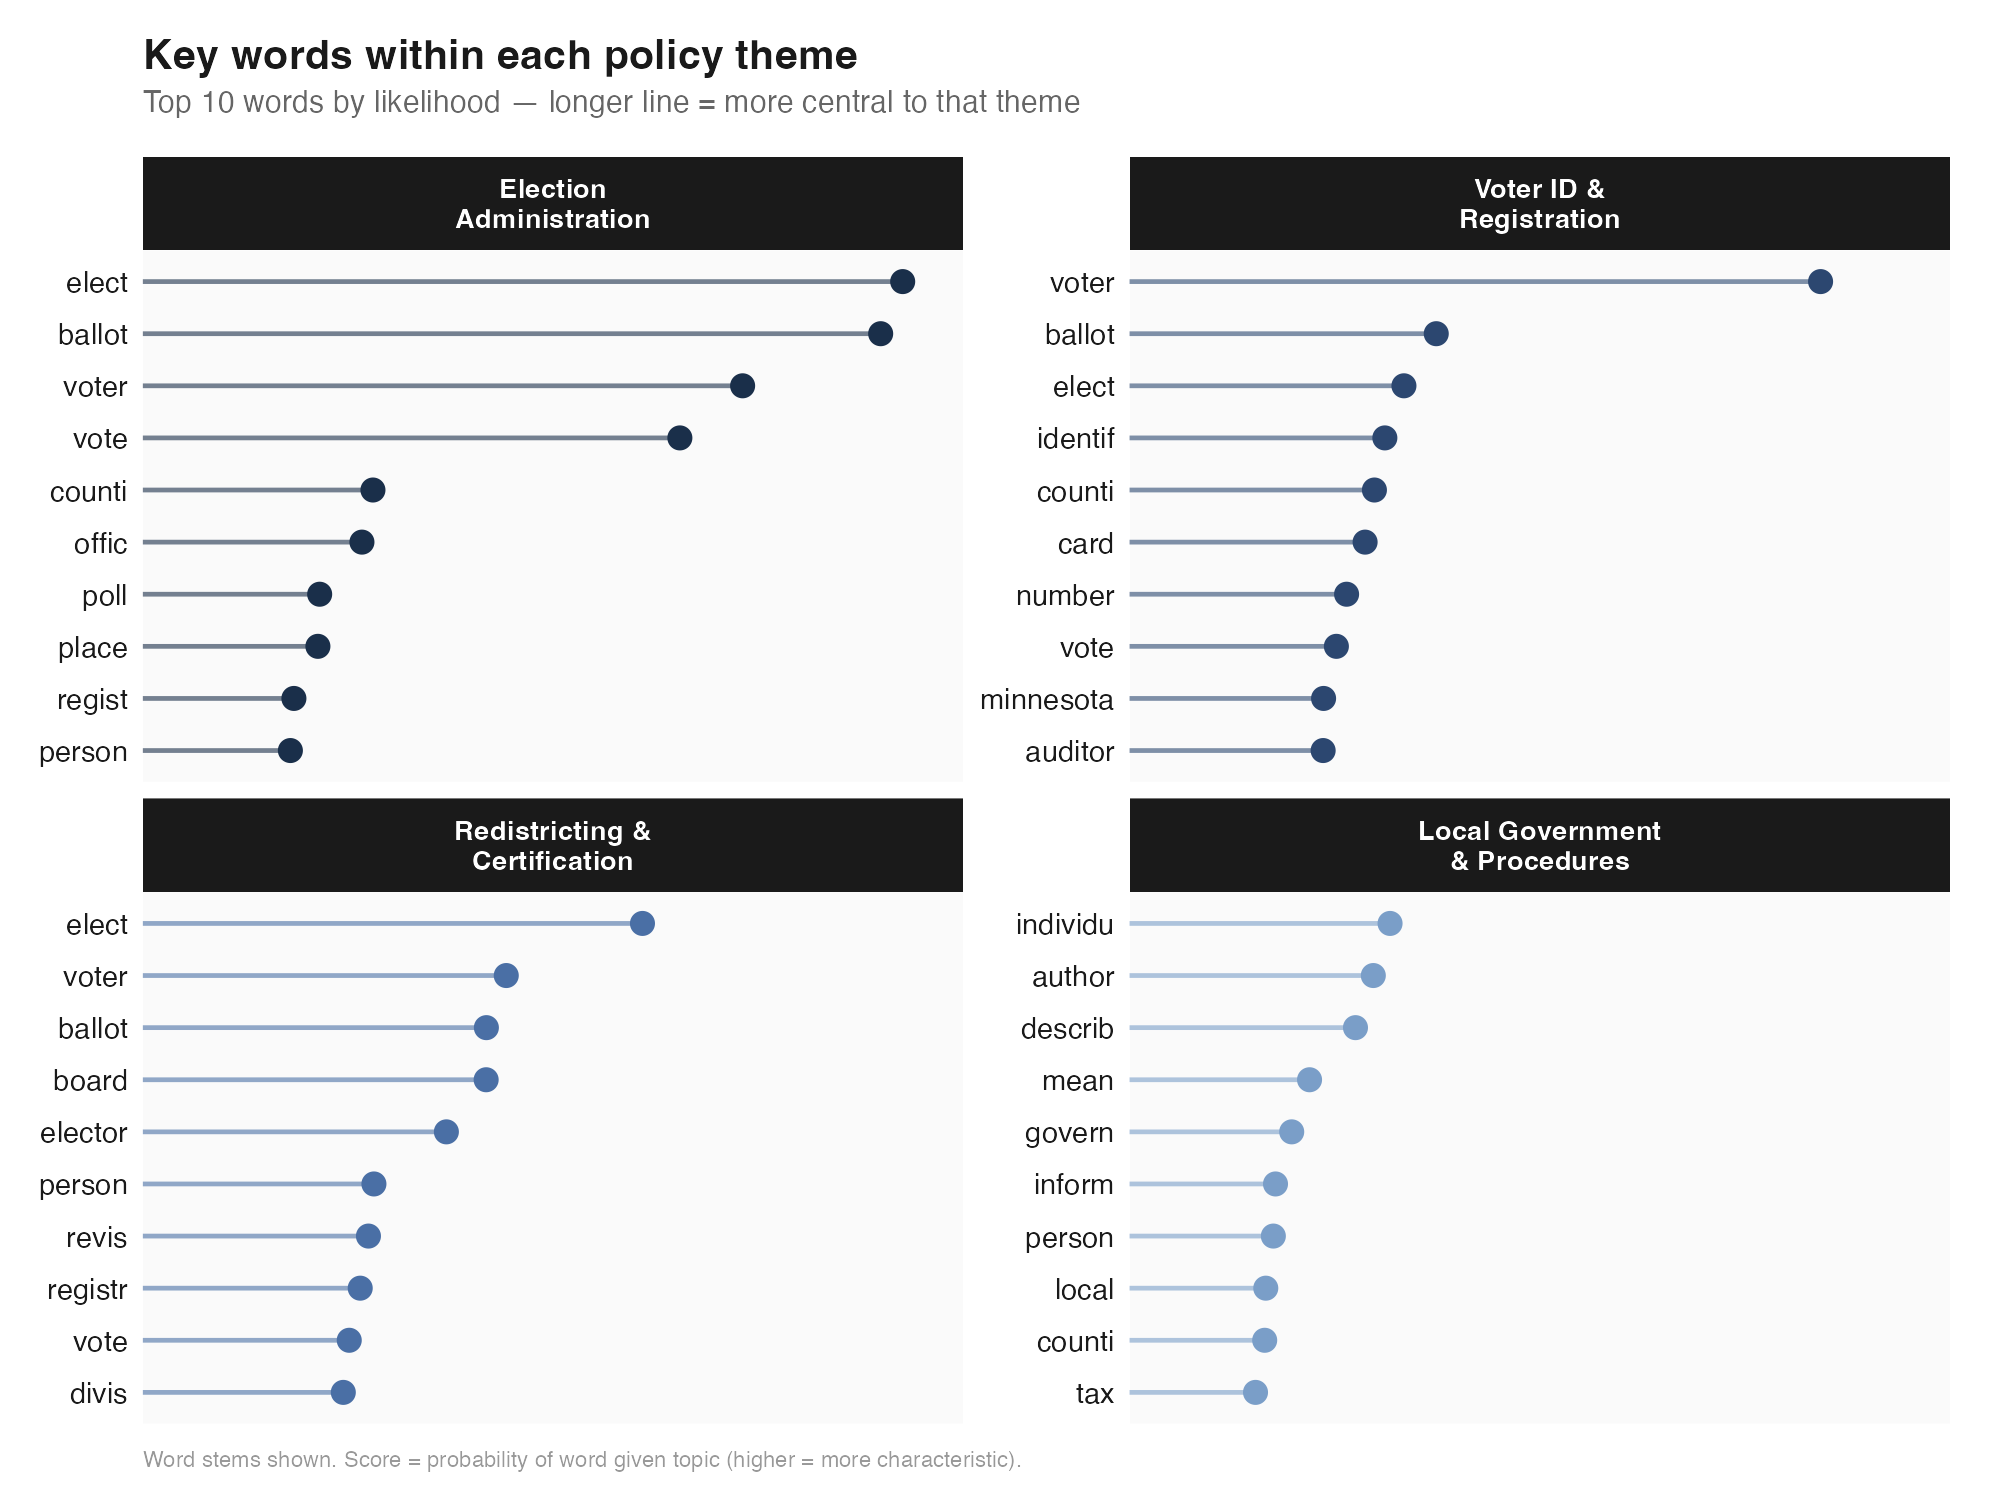 Key words within each policy theme
Top 10 words by likelihood — longer line = more central to that theme
Election
Administration
elect
ballot
voter
vote
counti
offic
poll
place
regist
person
Voter ID &
Registration
voter
ballot
elect
identif
counti
card
number
vote
minnesota
auditor
Redistricting &
Certification
elect
voter
ballot
board
elector
person
revis
registr
vote
divis
Local Government
& Procedures
individu
author
describ
mean
govern
inform
person
local
counti
tax
Word stems shown. Score = probability of word given topic (higher = more characteristic).